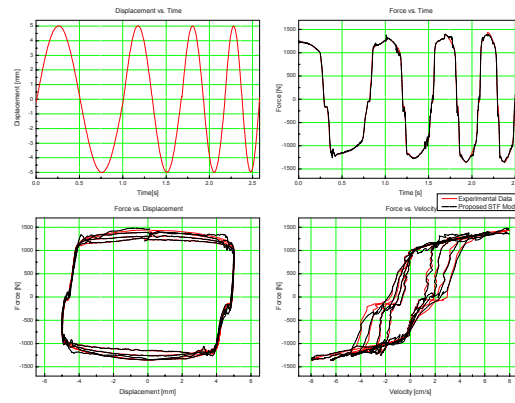 Displacement vs. Time
Displacement [mm]
5
4
3
2
1
0
-1
-2
-3
-4
-5
0.0 0.5 1.0 1.5 2.0 2.5
Time[s]
Force vs. Time
Force [N]
1500
1000
500
0
-500
-1000
-1500
0.0 0.5 1.0 1.5 2.0 2.5
Time [s]
Experimental Data
Proposed STF Mod
Force vs. Displacement
Force [N]
1500
1000
500
0
-500
-1000
-1500
-6 -4 -2 0 2 4 6
Displacement [mm]
Force vs. Velocity
Force [N]
1500
1000
500
0
-500
-1000
-1500
-8 -6 -4 -2 0 2 4 6 8
Velocity [cm/s]